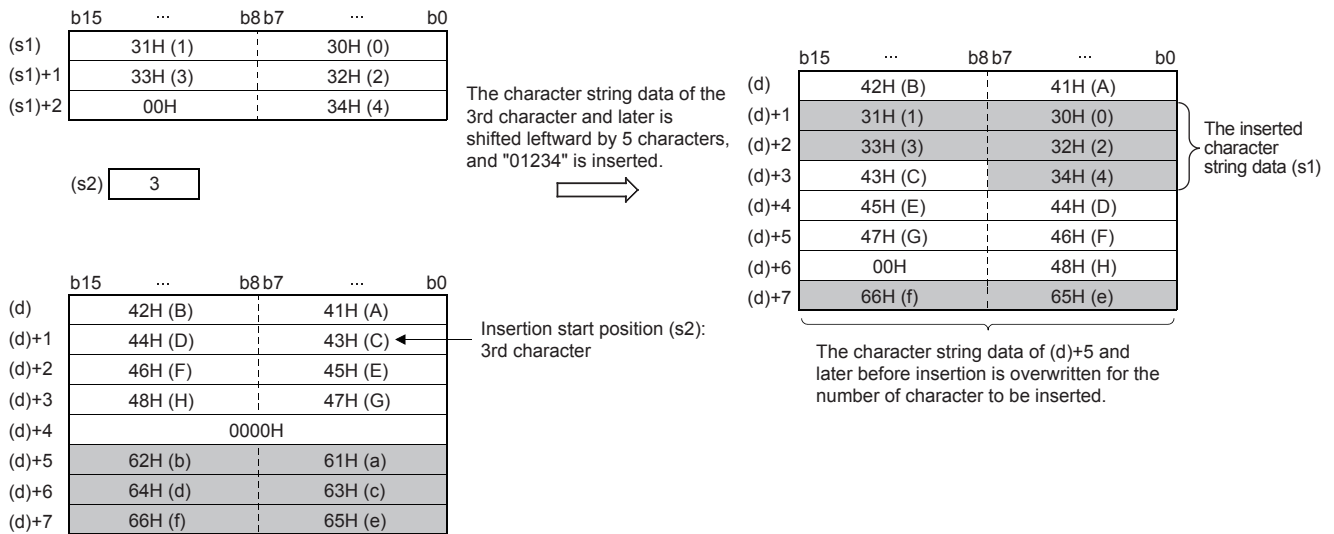 b15 ... b8 b7 ... b0
(s1) 31H (1) 30H (0)
(s1)+1 33H (3) 32H (2)
(s1)+2 00H 34H (4)
(s2) 3
b15 ... b8 b7 ... b0
(d) 42H (B) 41H (A)
(d)+1 44H (D) 43H (C)
(d)+2 46H (F) 45H (E)
(d)+3 48H (H) 47H (G)
(d)+4 0000H
(d)+5 62H (b) 61H (a)
(d)+6 64H (d) 63H (c)
(d)+7 66H (f) 65H (e)
Insertion start position (s2):
3rd character
The character string data of the
3rd character and later is
shifted leftward by 5 characters,
and "01234" is inserted.
b15 ... b8 b7 ... b0
(d) 42H (B) 41H (A)
(d)+1 31H (1) 30H (0)
(d)+2 33H (3) 32H (2)
(d)+3 43H (C) 34H (4)
(d)+4 45H (E) 44H (D)
(d)+5 47H (G) 46H (F)
(d)+6 00H 48H (H)
(d)+7 66H (f) 65H (e)
The inserted
character
string data (s1)
The character string data of (d)+5 and
later before insertion is overwritten for the
number of character to be inserted.